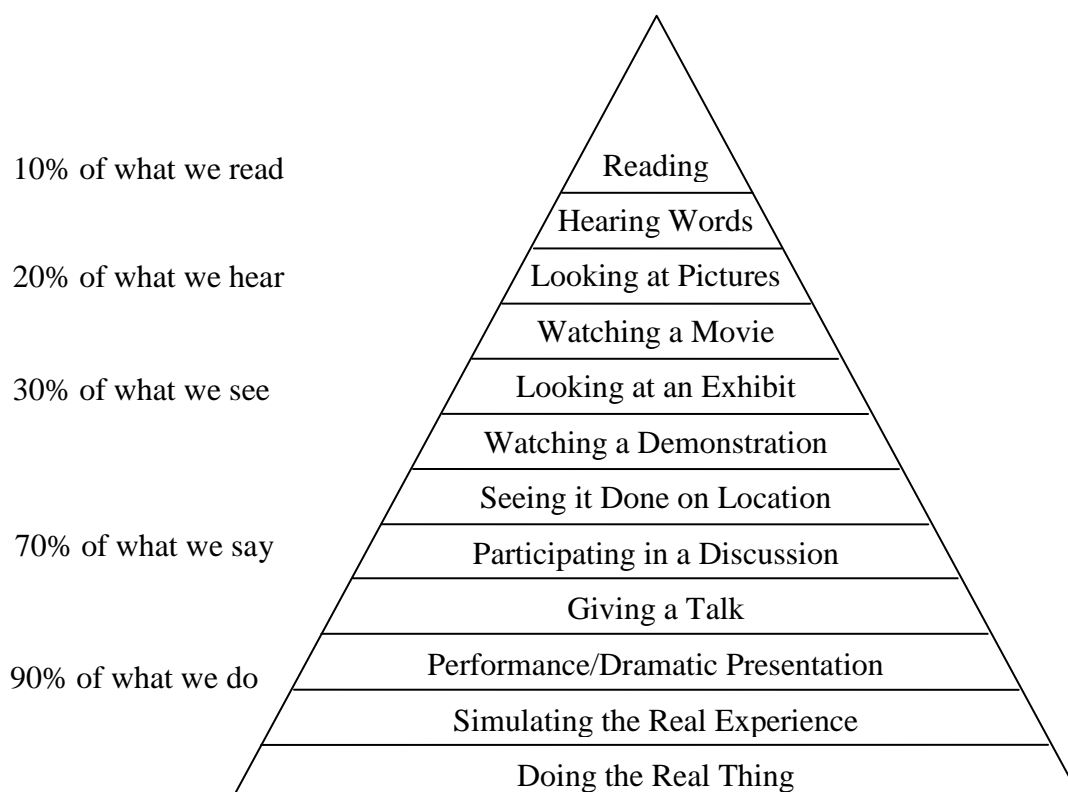 10% of what we read
Reading
Hearing Words
20% of what we hear
Looking at Pictures
Watching a Movie
30% of what we see
Looking at an Exhibit
Watching a Demonstration
Seeing it Done on Location
70% of what we say
Participating in a Discussion
Giving a Talk
90% of what we do
Performance/Dramatic Presentation
Simulating the Real Experience
Doing the Real Thing